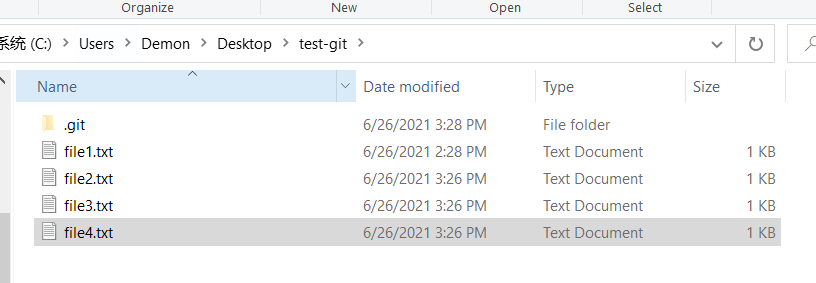 Organize New Open Select
系统 (C:) > Users > Demon > Desktop > test-git >
Name Date modified Type Size
.git 6/26/2021 3:28 PM File folder
file1.txt 6/26/2021 2:28 PM Text Document 1 KB
file2.txt 6/26/2021 3:26 PM Text Document 1 KB
file3.txt 6/26/2021 3:26 PM Text Document 1 KB
file4.txt 6/26/2021 3:26 PM Text Document 1 KB